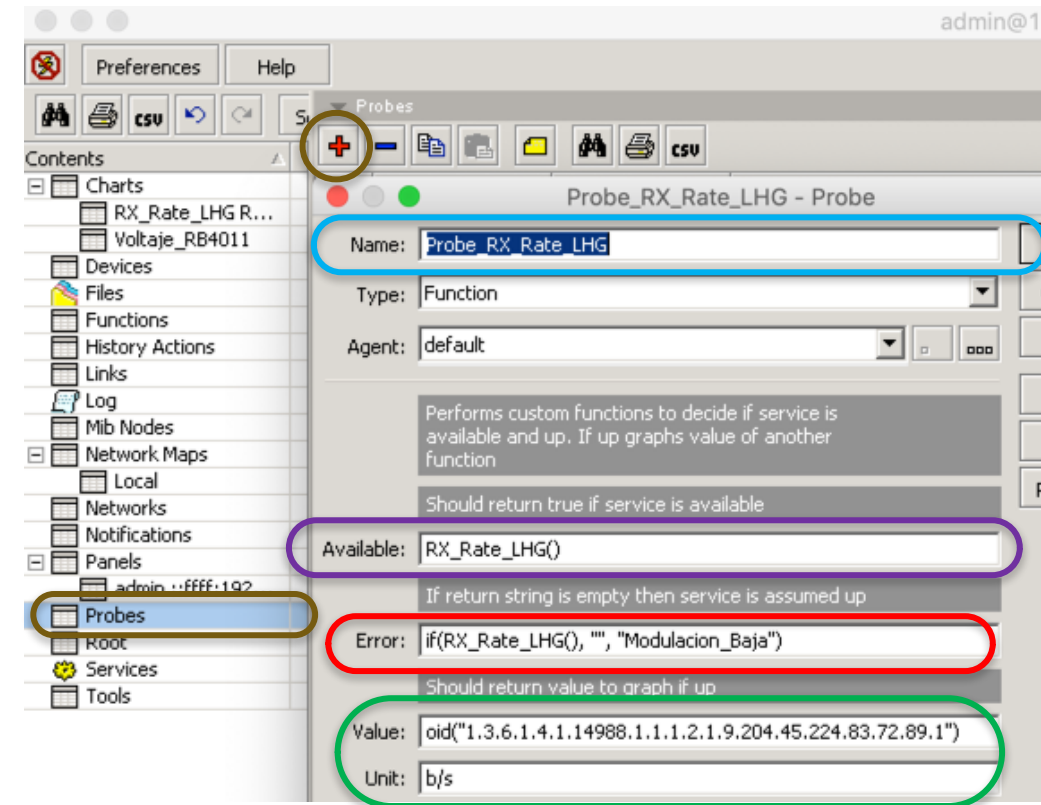 admin@1
Preferences Help
CSV
Probes
CSV
Contents
Charts
RX_Rate_LHG R...
Voltaje_RB4011
Devices
Files
Functions
History Actions
Links
Log
Mib Nodes
Network Maps
Local
Networks
Notifications
Panels
admin ::ffff:192
Probes
Root
Services
Tools
Probe_RX_Rate_LHG - Probe
Name: Probe_RX_Rate_LHG
Type: Function
Agent: default
Performs custom functions to decide if service is
available and up. If up graphs value of another
function
Should return true if service is available
Available: RX_Rate_LHG()
If return string is empty then service is assumed up
Error: if(RX_Rate_LHG(), "", "Modulacion_Baja")
Should return value to graph if up
Value: oid("1.3.6.1.4.1.14988.1.1.1.2.1.9.204.45.224.83.72.89.1")
Unit: b/s